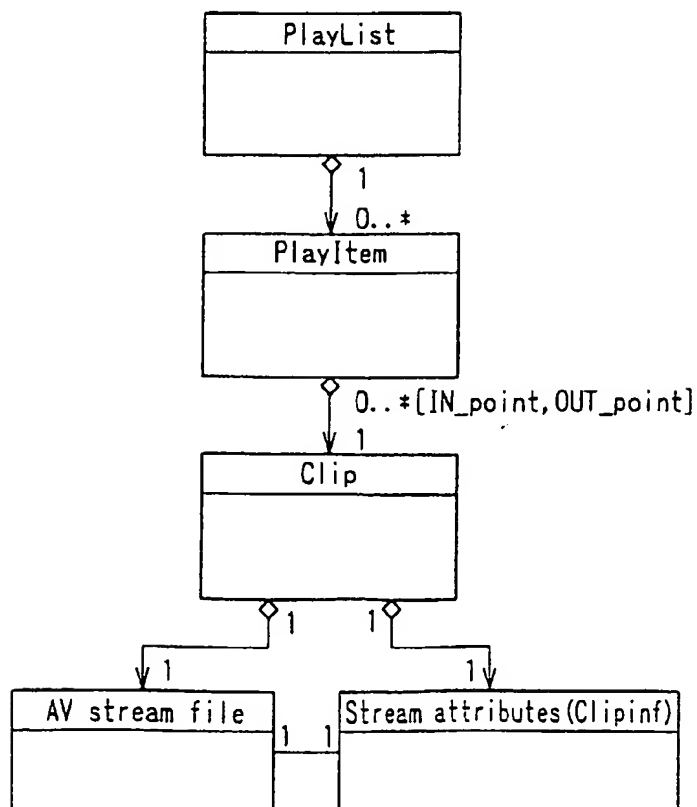 PlayList
1
0..*
PlayItem
0..*[IN_point,OUT_point]
1
Clip
1 1
1 1
AV stream file
Stream attributes(Clipinf)
1 1